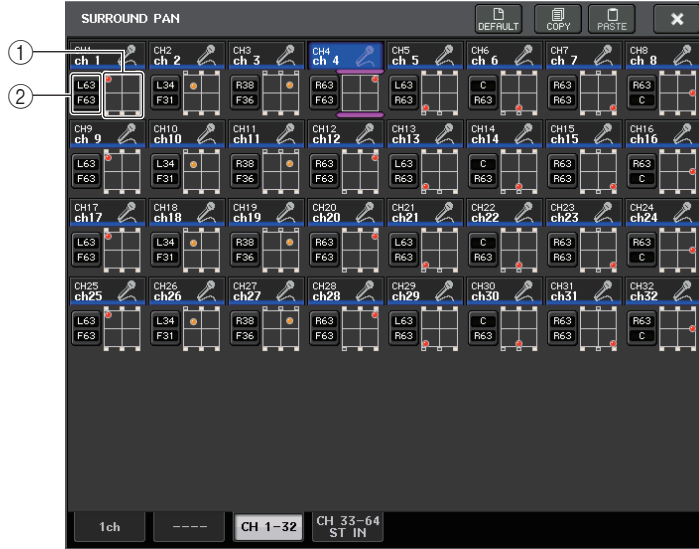 SURROUND PAN
DEFAULT COPY PASTE
①
②
CH1 CH2 CH3 CH4 CH5 CH6 CH7 CH8
ch 1 ch 2 ch 3 ch 4 ch 5 ch 6 ch 7 ch 8
L63 L34 R38 R63 L63 C R63 R63
F63 F31 F36 F63 R63 R63 R63 C
CH9 CH10 CH11 CH12 CH13 CH14 CH15 CH16
ch 9 ch10 ch11 ch12 ch13 ch14 ch15 ch16
L63 L34 R38 R63 L63 C R63 R63
F63 F31 F36 F63 R63 R63 R63 C
CH17 CH18 CH19 CH20 CH21 CH22 CH23 CH24
ch17 ch18 ch19 ch20 ch21 ch22 ch23 ch24
L63 L34 R38 R63 L63 C R63 R63
F63 F31 F36 F63 R63 R63 R63 C
CH25 CH26 CH27 CH28 CH29 CH30 CH31 CH32
ch25 ch26 ch27 ch28 ch29 ch30 ch31 ch32
L63 L34 R38 R63 L63 C R63 R63
F63 F31 F36 F63 R63 R63 R63 C
1ch ---- CH 1-32 CH 33-64
ST IN